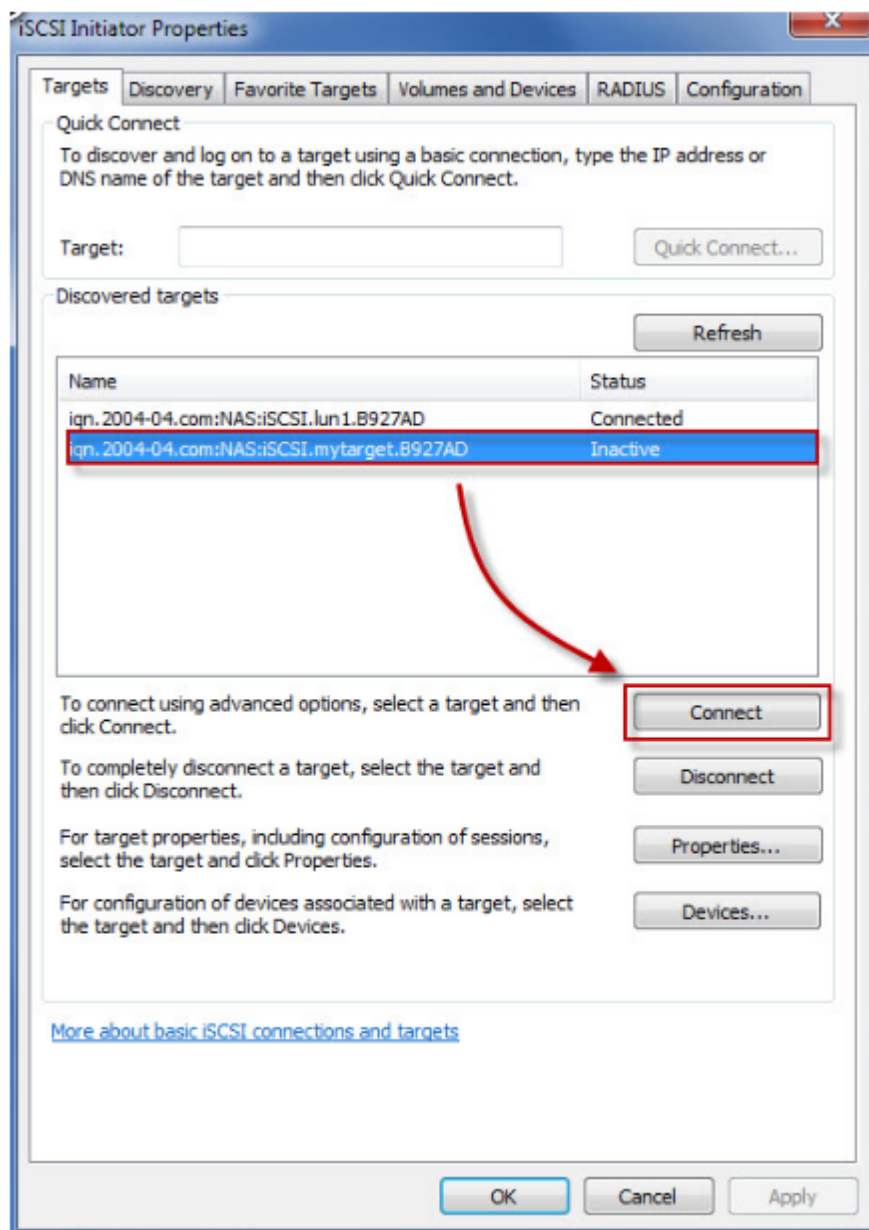 iSCSI Initiator Properties
Targets Discovery Favorite Targets Volumes and Devices RADIUS Configuration
Quick Connect
To discover and log on to a target using a basic connection, type the IP address or
DNS name of the target and then click Quick Connect.
Target:
Quick Connect...
Discovered targets
Refresh
Name Status
iqn.2004-04.com:NAS:iSCSI.lun1.B927AD Connected
iqn.2004-04.com:NAS:iSCSI.mytarget.B927AD Inactive
To connect using advanced options, select a target and then
click Connect.
Connect
To completely disconnect a target, select the target and
then click Disconnect.
Disconnect
For target properties, including configuration of sessions,
select the target and click Properties.
Properties...
For configuration of devices associated with a target, select
the target and then click Devices.
Devices...
More about basic iSCSI connections and targets
OK Cancel Apply